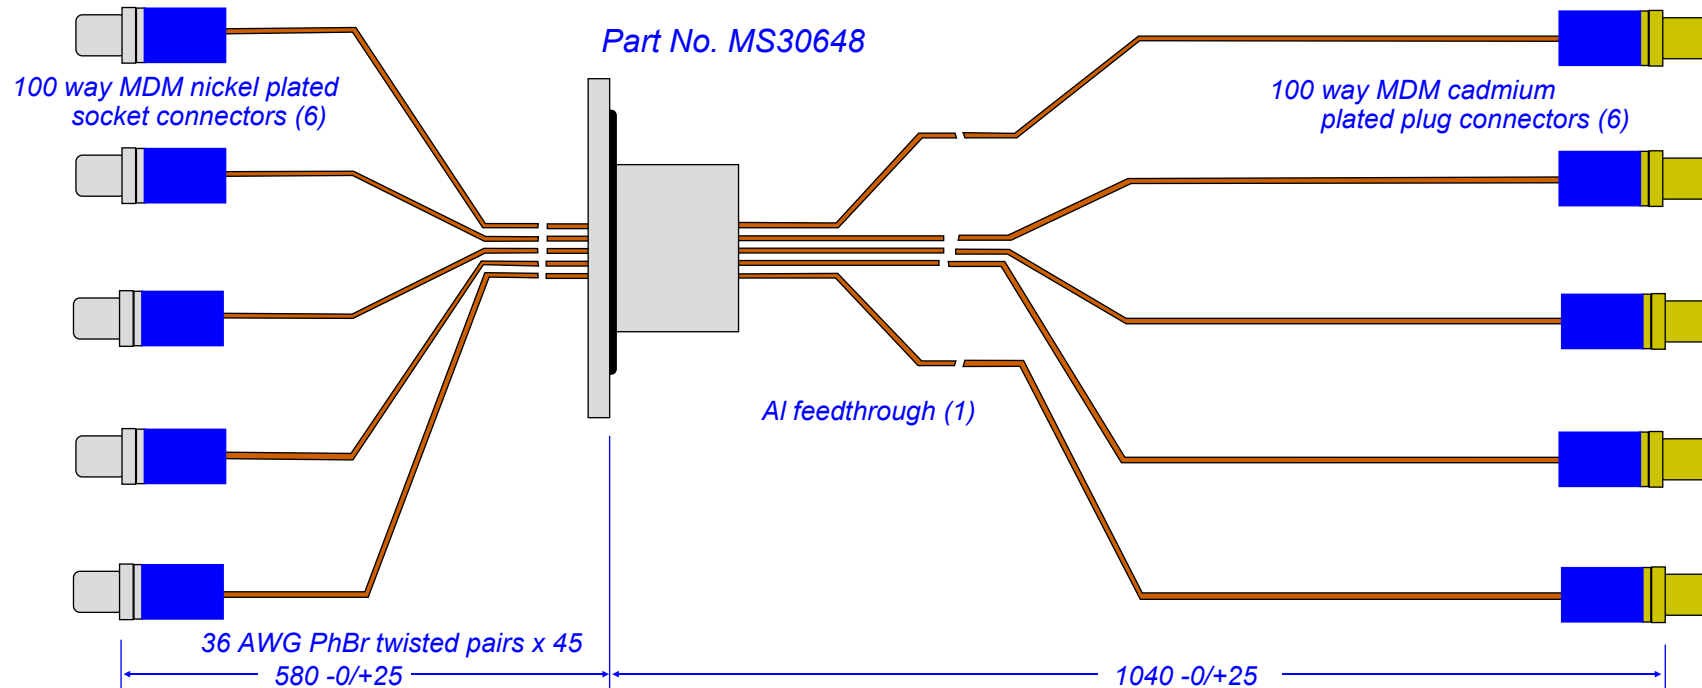 Part No. MS30648
100 way MDM nickel plated
socket connectors (6)
100 way MDM cadmium
plated plug connectors (6)
Al feedthrough (1)
36 AWG PhBr twisted pairs x 45
580 -0/+25
1040 -0/+25